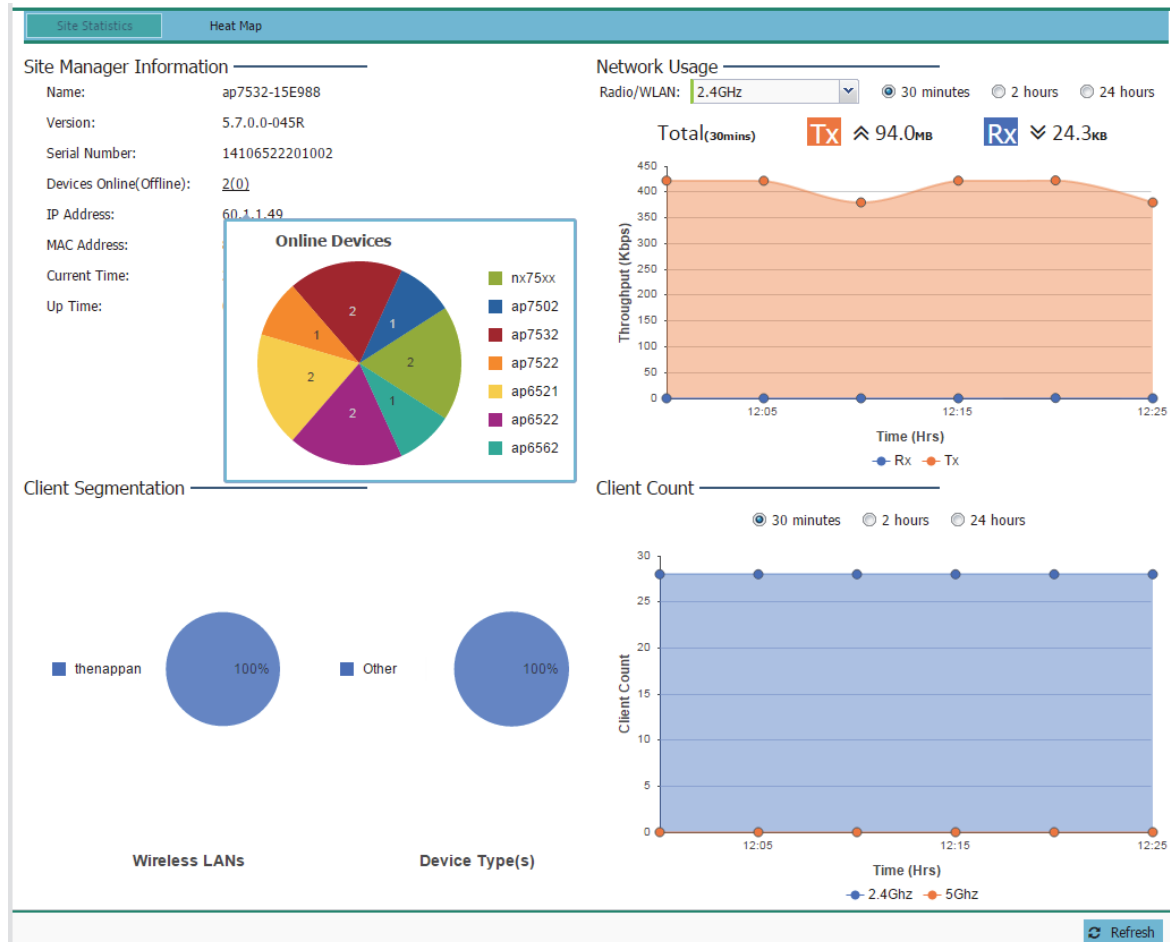 Site Statistics
Heat Map
Site Manager Information
Name: ap7532-15E988
Version: 5.7.0.0-045R
Serial Number: 14106522201002
Devices Online(Offline): 2(0)
IP Address: 60.1.1.49
MAC Address:
Current Time:
Up Time:
Online Devices
2
1
2
1
2
2
1
nx75xx
ap7502
ap7532
ap7522
ap6521
ap6522
ap6562
Network Usage
Radio/WLAN: 2.4GHz 30 minutes 2 hours 24 hours
Total(30mins) Tx 94.0MB Rx 24.3KB
450
400
350
300
250
200
150
100
50
0
Throughput (Kbps)
12:05 12:15 12:25
Time (Hrs)
Rx Tx
Client Segmentation
thenappan 100%
Other 100%
Wireless LANs
Device Type(s)
Client Count
30 minutes 2 hours 24 hours
30
25
20
15
10
5
0
Client Count
12:05 12:15 12:25
Time (Hrs)
2.4Ghz 5Ghz
Refresh